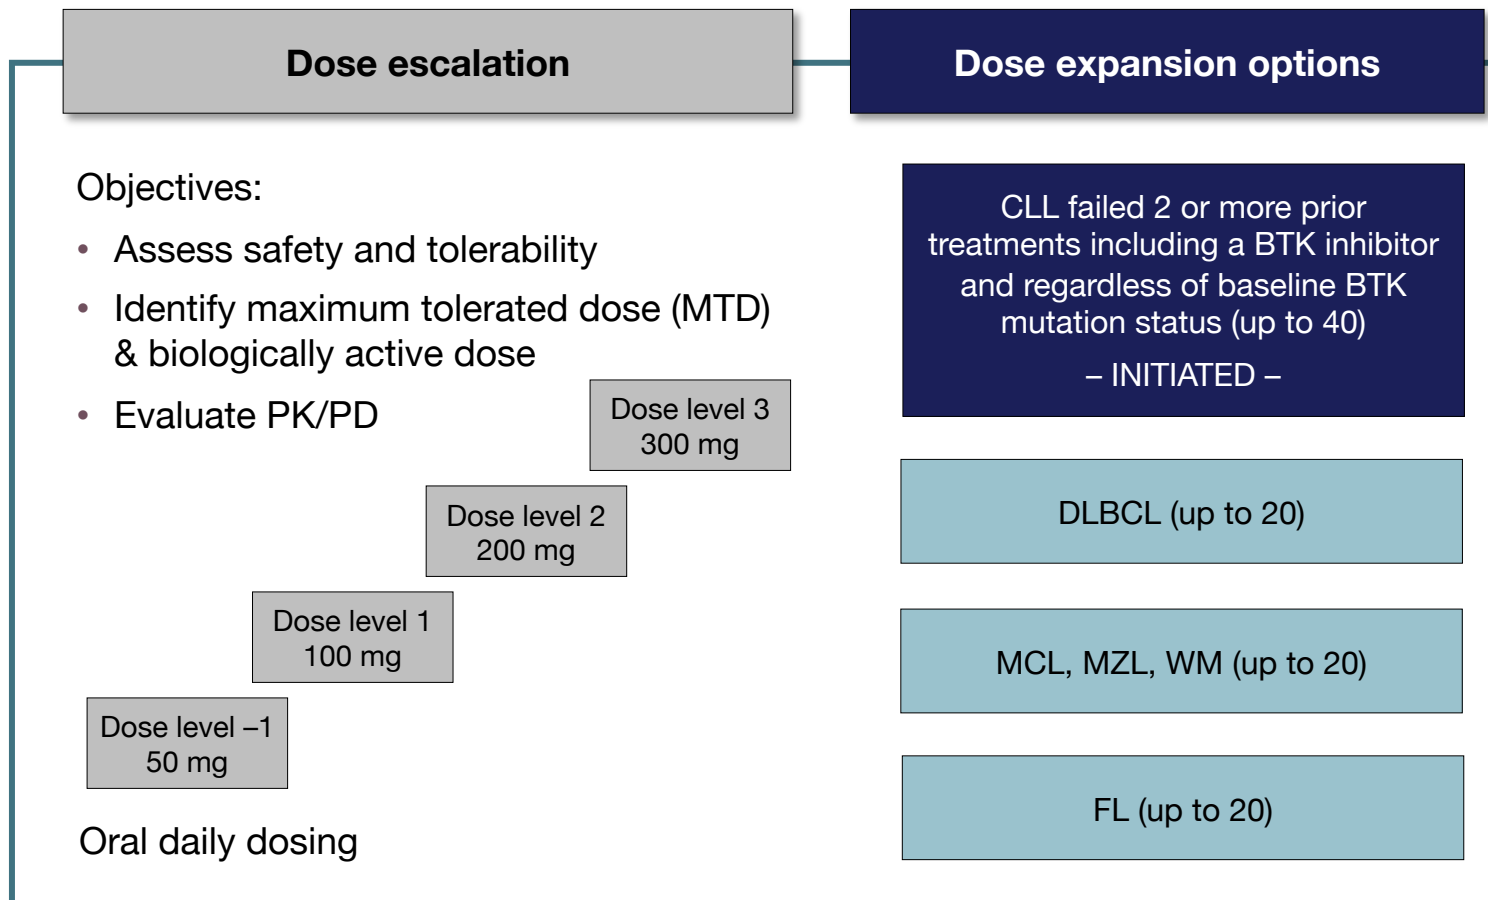 Dose escalation
Objectives:
• Assess safety and tolerability
• Identify maximum tolerated dose (MTD)
& biologically active dose
• Evaluate PK/PD
Dose level 3
300 mg
Dose level 2
200 mg
Dose level 1
100 mg
Dose level –1
50 mg
Oral daily dosing
Dose expansion options
CLL failed 2 or more prior
treatments including a BTK inhibitor
and regardless of baseline BTK
mutation status (up to 40)
– INITIATED –
DLBCL (up to 20)
MCL, MZL, WM (up to 20)
FL (up to 20)